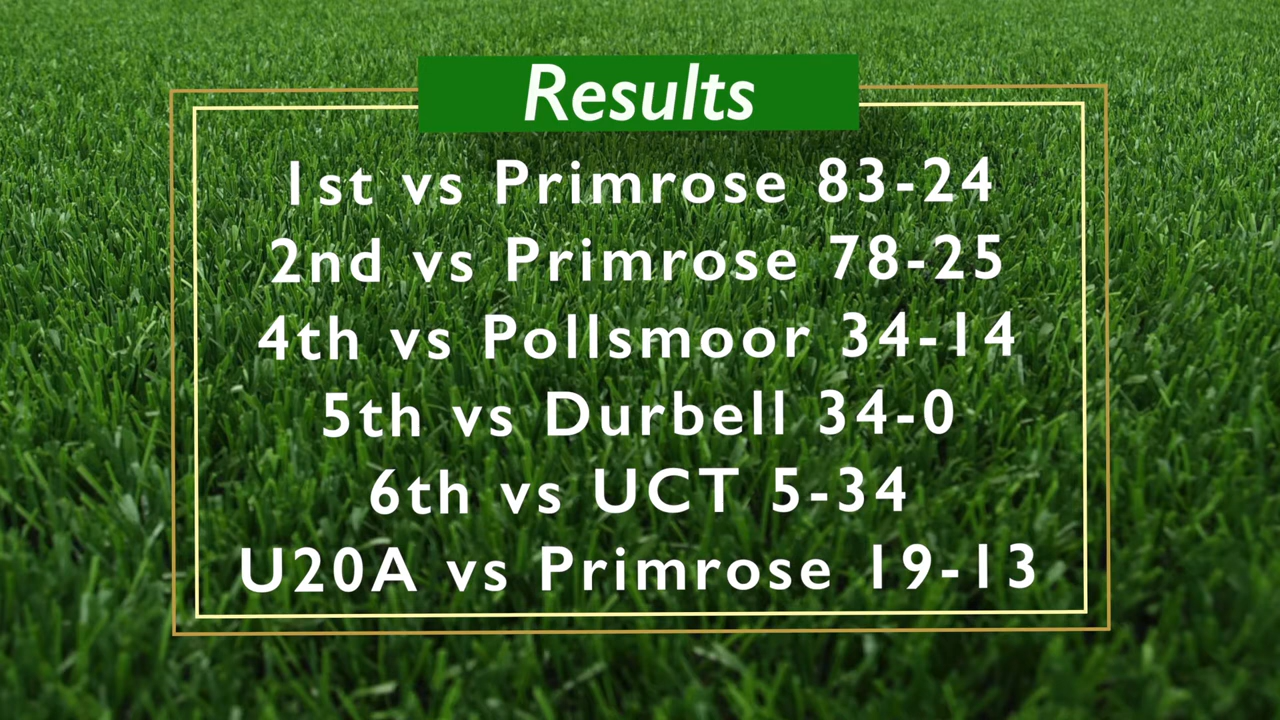 Results
1st vs Primrose 83-24
2nd vs Primrose 78-25
4th vs Pollsmoor 34-14
5th vs Durbell 34-0
6th vs UCT 5-34
U20A vs Primrose 19-13